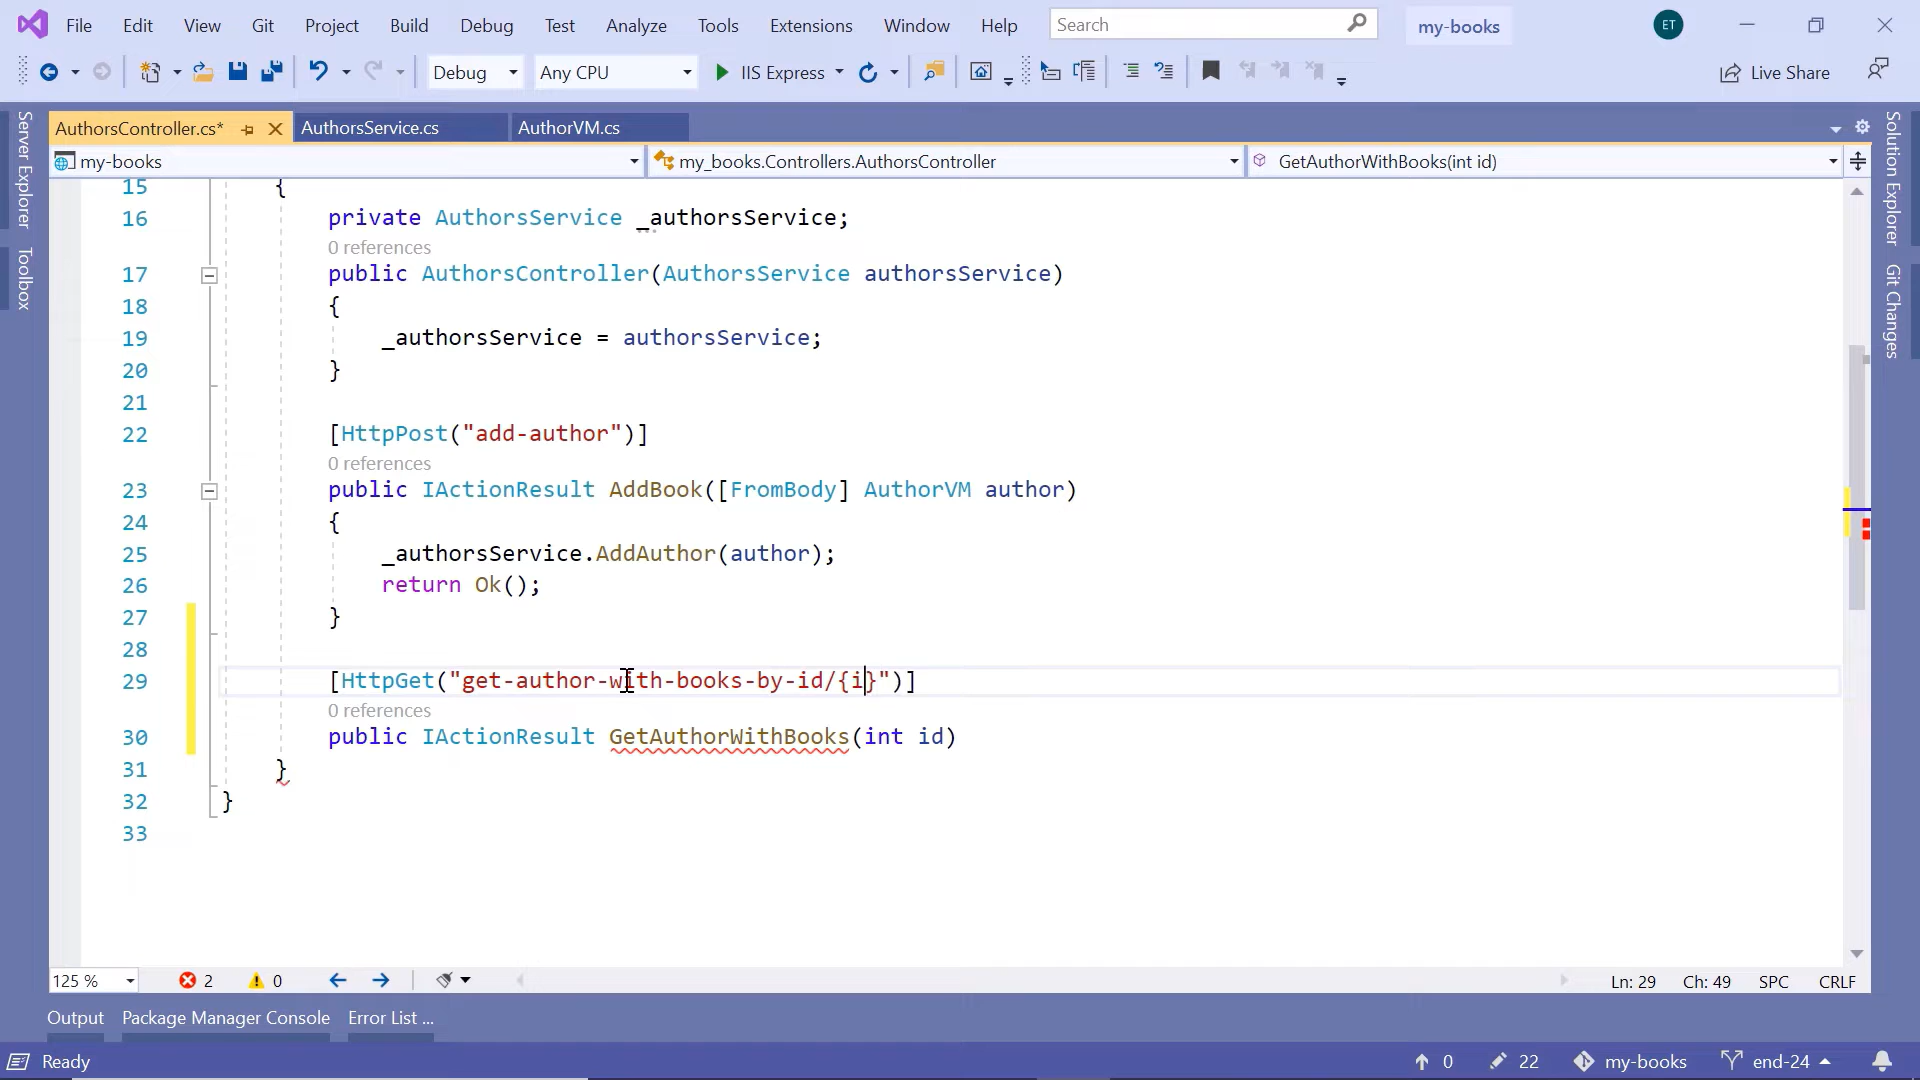 File Edit View Git Project Build Debug Test Analyze Tools Extensions Window Help Search my-books ET
Debug Any CPU IIS Express Live Share
AuthorsController.cs* AuthorsService.cs AuthorVM.cs
my-books my_books.Controllers.AuthorsController GetAuthorWithBooks(int id)
Server Explorer
Toolbox
Solution Explorer
Git Changes
15 {
16 private AuthorsService _authorsService;
0 references
17 public AuthorsController(AuthorsService authorsService)
18 {
19 _authorsService = authorsService;
20 }
21
22 [HttpPost("add-author")]
0 references
23 public IActionResult AddBook([FromBody] AuthorVM author)
24 {
25 _authorsService.AddAuthor(author);
26 return Ok();
27 }
28
29 [HttpGet("get-author-with-books-by-id/{i}")]
0 references
30 public IActionResult GetAuthorWithBooks(int id)
31 }
32 }
33
125 % 2 0 Ln: 29 Ch: 49 SPC CRLF
Output Package Manager Console Error List ...
Ready 0 22 my-books end-24